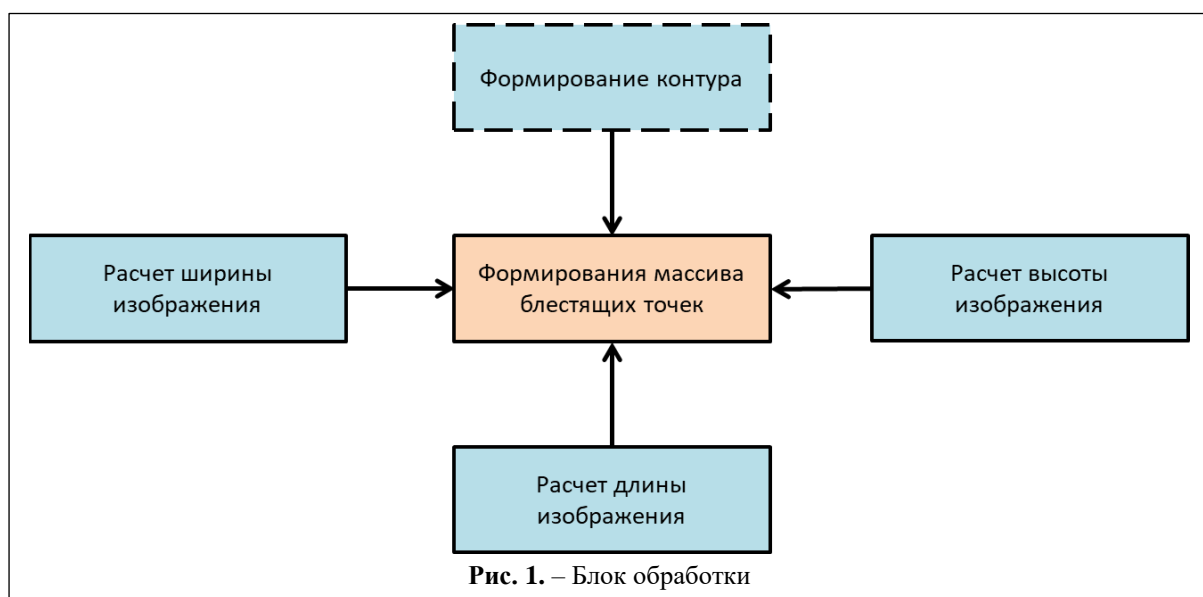 Формирование контура
Расчет ширины
изображения
Формирования массива
блестящих точек
Расчет высоты
изображения
Расчет длины
изображения
Рис. 1. – Блок обработки